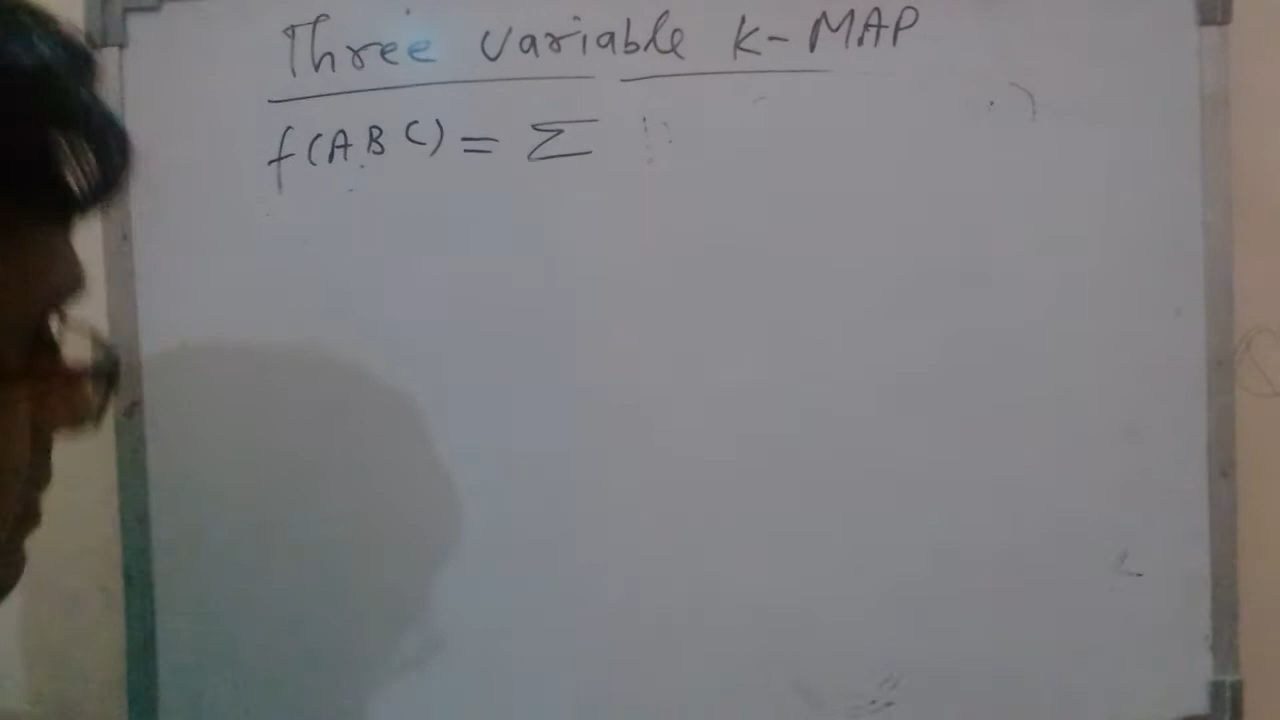 Three variable K-MAP
f(ABC) = Σ